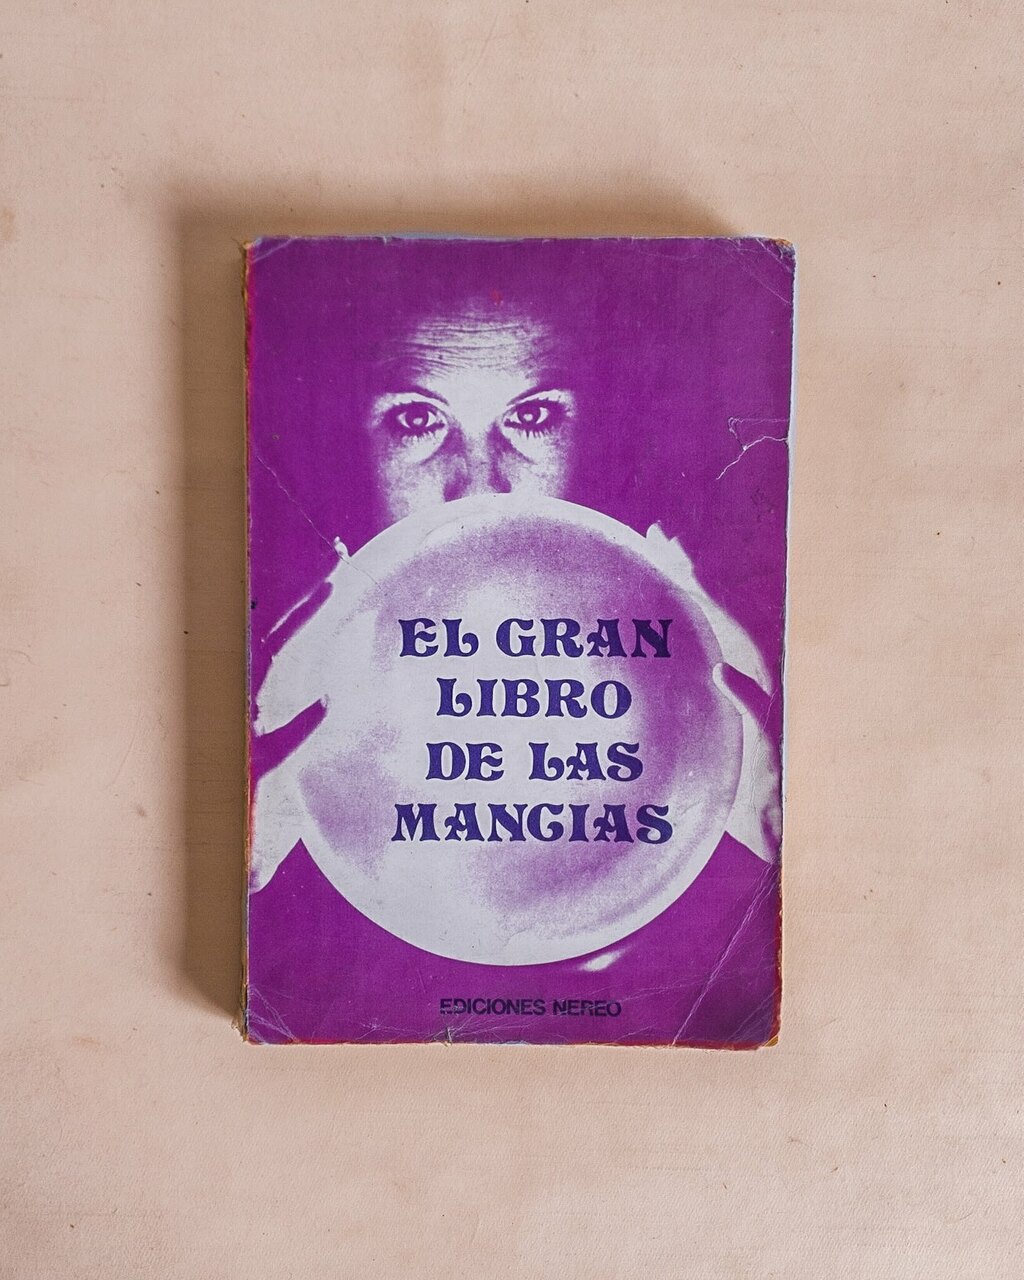 EL GRAN
LIBRO
DE LAS
MANCIAS
EDICIONES NEREO